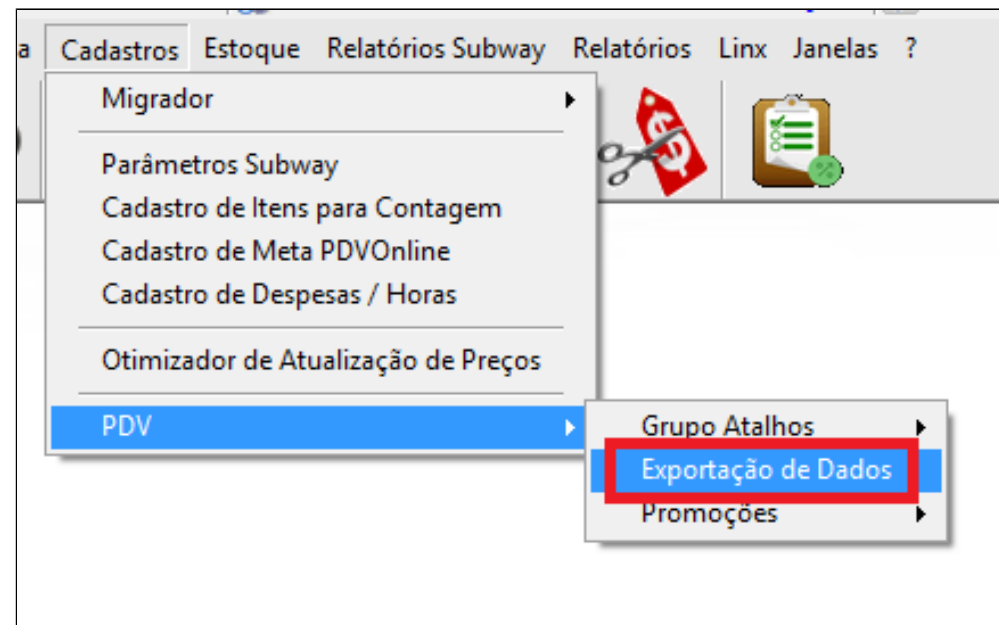 a Cadastros Estoque Relatórios Subway Relatórios Linx Janelas ?
Migrador
Parâmetros Subway
Cadastro de Itens para Contagem
Cadastro de Meta PDVOnline
Cadastro de Despesas / Horas
Otimizador de Atualização de Preços
PDV
Grupo Atalhos
Exportação de Dados
Promoções